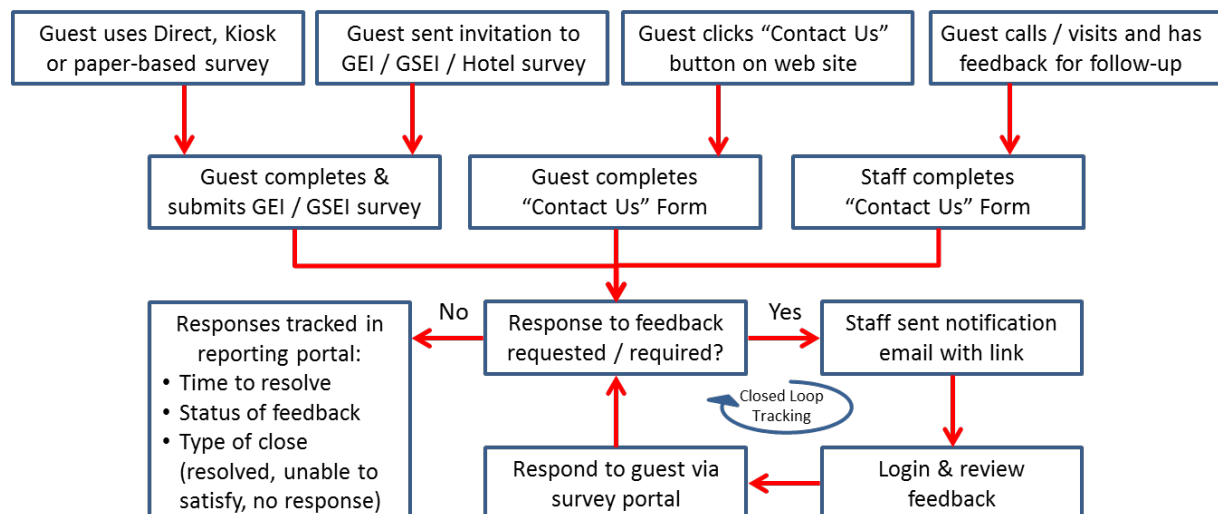 Guest uses Direct, Kiosk
or paper-based survey
Guest sent invitation to
GEI / GSEI / Hotel survey
Guest clicks “Contact Us”
button on web site
Guest calls / visits and has
feedback for follow-up
Guest completes &
submits GEI / GSEI survey
Guest completes
“Contact Us” Form
Staff completes
“Contact Us” Form
Responses tracked in
reporting portal:
• Time to resolve
• Status of feedback
• Type of close
(resolved, unable to
satisfy, no response)
No
Response to feedback
requested / required?
Yes
Staff sent notification
email with link
Closed Loop
Tracking
Respond to guest via
survey portal
Login & review
feedback